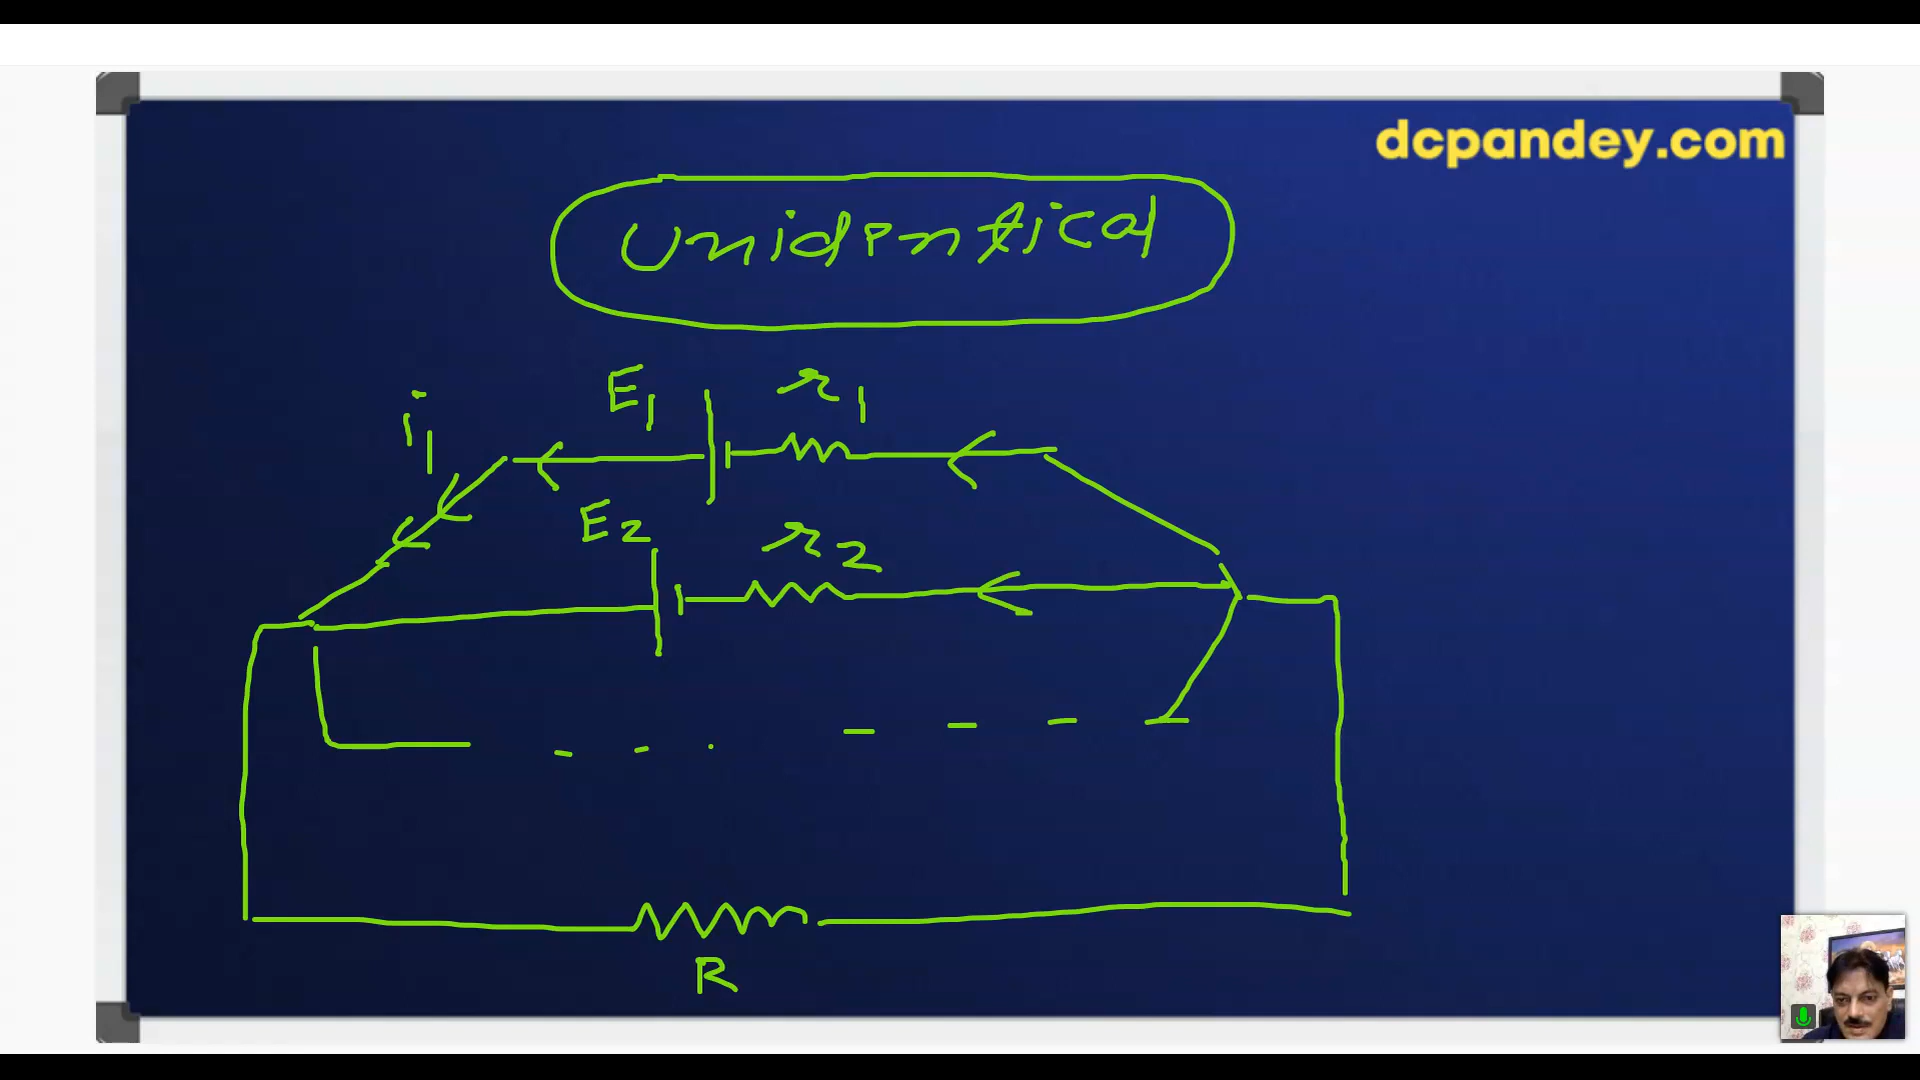 dcpandey.com
Unidentical
E1 r1
i1
E2 r2
R